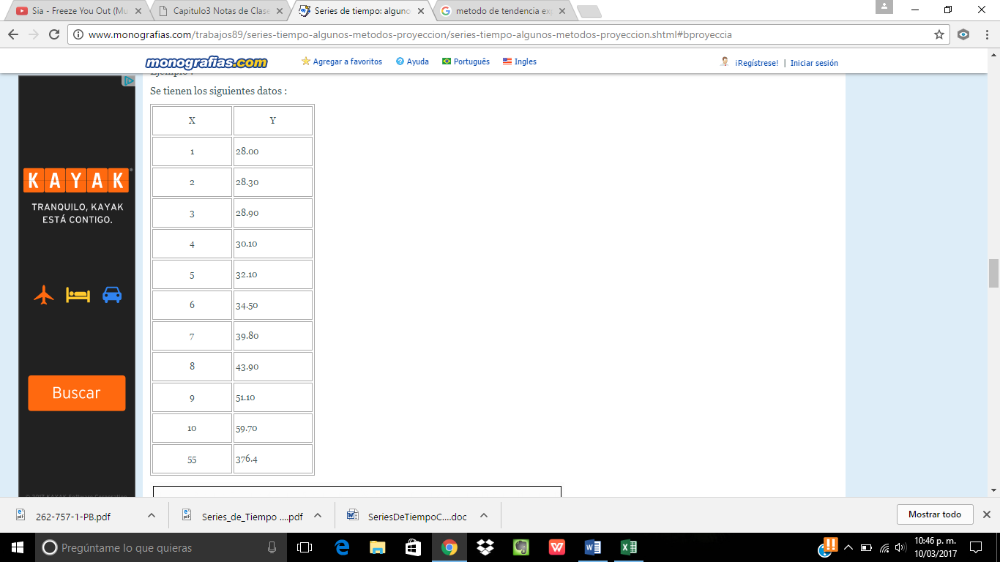 Sia - Freeze You Out (Mu
Capitulo3 Notas de Clase
Series de tiempo: alguno
metodo de tendencia exp
www.monografias.com/trabajos89/series-tiempo-algunos-metodos-proyeccion/series-tiempo-algunos-metodos-proyeccion.shtml#bproyeccia
monografias.com
Agregar a favoritos
Ayuda
Português
Ingles
¡Regístrese! | Iniciar sesión
Ejemplo :
Se tienen los siguientes datos :
X Y
1 28.00
2 28.30
3 28.90
4 30.10
5 32.10
6 34.50
7 39.80
8 43.90
9 51.10
10 59.70
55 376.4
KAYAK
TRANQUILO, KAYAK
ESTÁ CONTIGO.
Buscar
262-757-1-PB.pdf
Series_de_Tiempo ....pdf
SeriesDeTiempoC....doc
Mostrar todo
Pregúntame lo que quieras
10:46 p. m.
10/03/2017